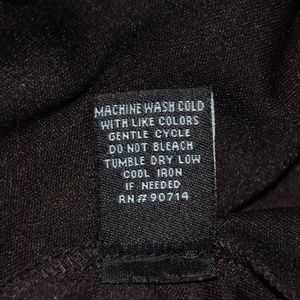 MACHINE WASH COLD
WITH LIKE COLORS
GENTLE CYCLE
DO NOT BLEACH
TUMBLE DRY LOW
COOL IRON
IF NEEDED
RN#90714